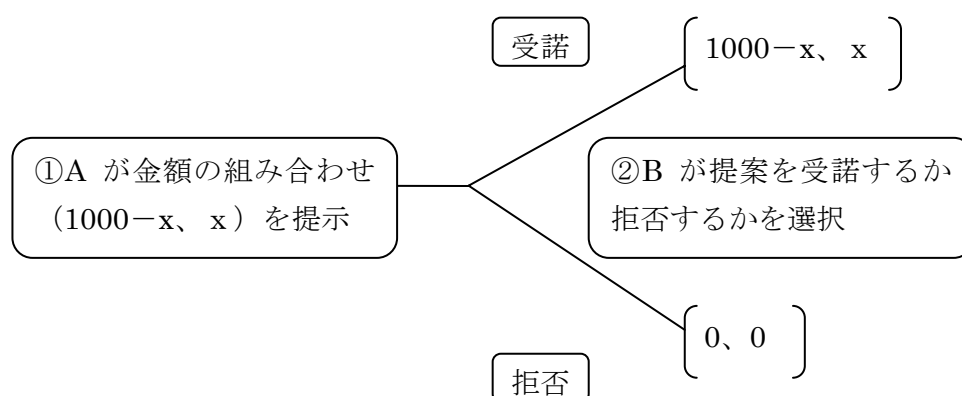 受諾
1000-x、 x
①A が金額の組み合わせ
（1000-x、 x ）を提示
②B が提案を受諾するか
拒否するかを選択
0、0
拒否